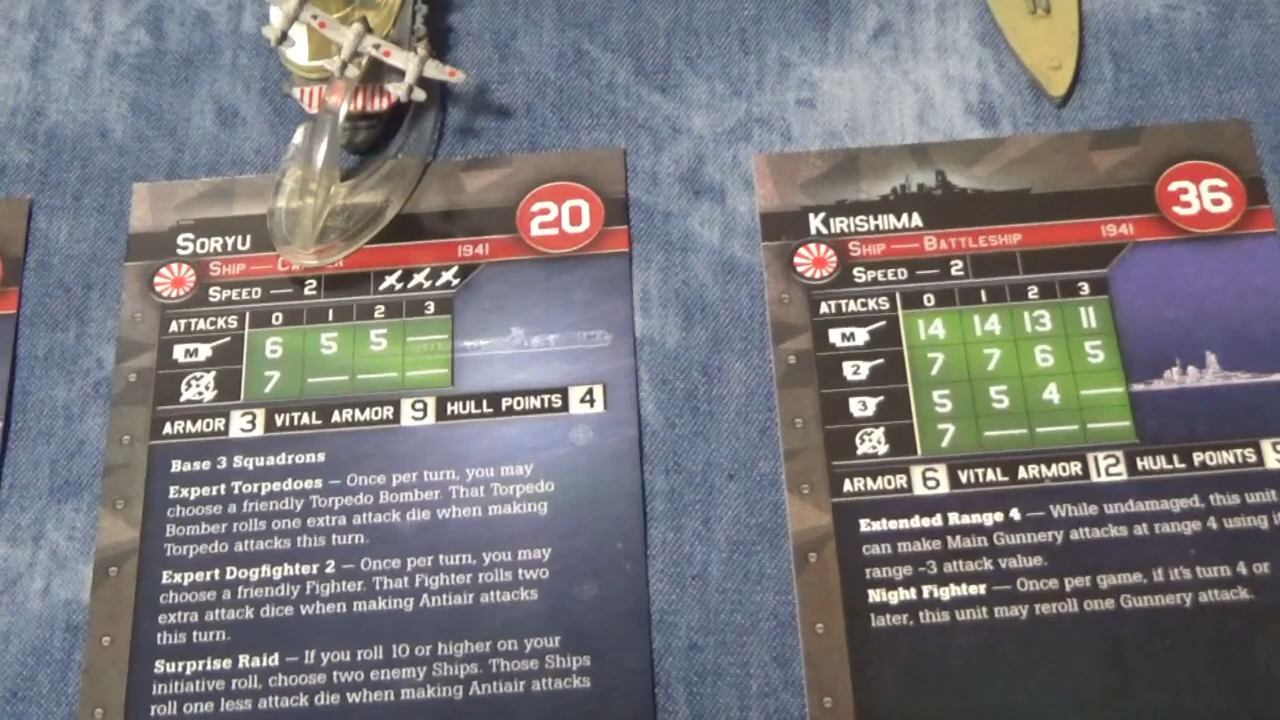 SORYU
20
SHIP —
1941
SPEED — 2
ATTACKS 0 1 2 3
M 6 5 5 —
7 — — —
ARMOR 3 VITAL ARMOR 9 HULL POINTS 4
Base 3 Squadrons
Expert Torpedoes — Once per turn, you may
choose a friendly Torpedo Bomber. That Torpedo
Bomber rolls one extra attack die when making
Torpedo attacks this turn.
Expert Dogfighter 2 — Once per turn, you may
choose a friendly Fighter. That Fighter rolls two
extra attack dice when making Antiair attacks
this turn.
Surprise Raid — If you roll 10 or higher on your
initiative roll, choose two enemy Ships. Those Ships
roll one less attack die when making Antiair attacks
KIRISHIMA
36
SHIP — BATTLESHIP
1941
SPEED — 2
ATTACKS 0 1 2 3
M 14 14 13 11
2 7 7 6 5
3 5 5 4 —
7 — — —
ARMOR 6 VITAL ARMOR 12 HULL POINTS
Extended Range 4 — While undamaged, this unit
can make Main Gunnery attacks at range 4 using
range -3 attack value.
Night Fighter — Once per game, if it's turn 4 or
later, this unit may reroll one Gunnery attack.